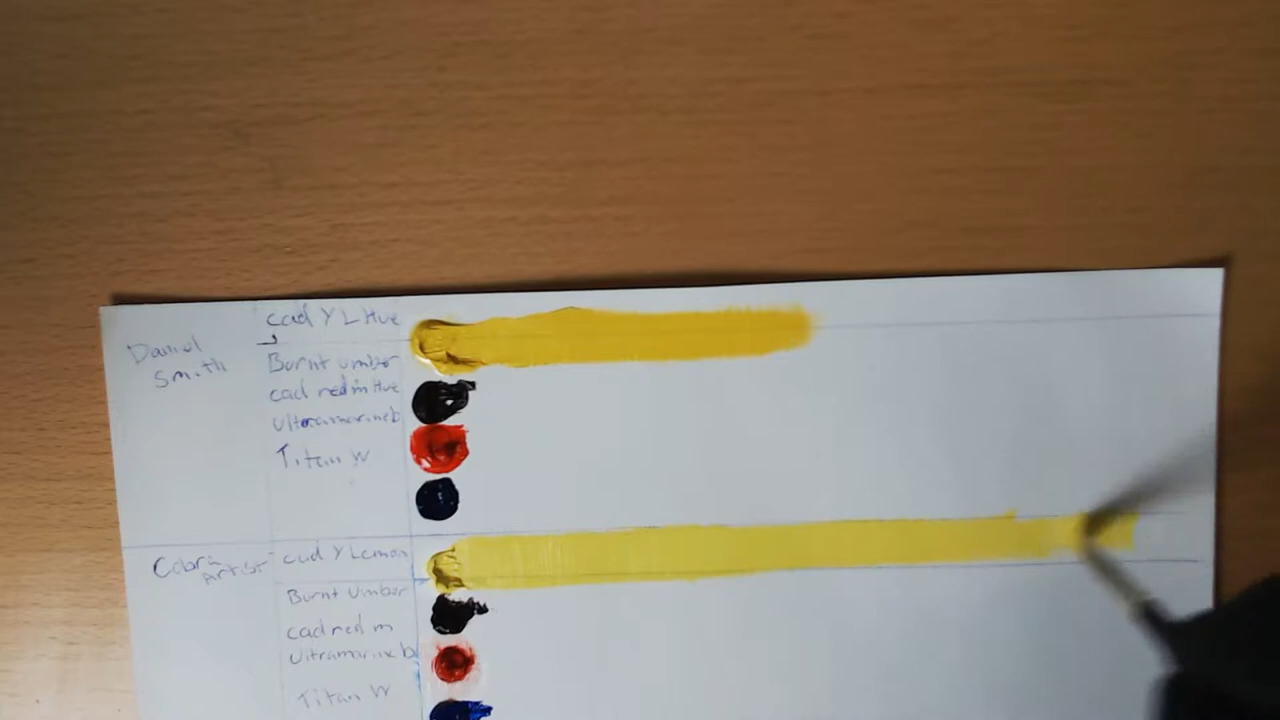 Daniel
Smith
cad Y L Hue
Burnt umber
cad red m Hue
ultramarine b
Titan W
Cobra
Artist
cad Y Lemon
Burnt Umber
cad red m
Ultramarine b
Titan W